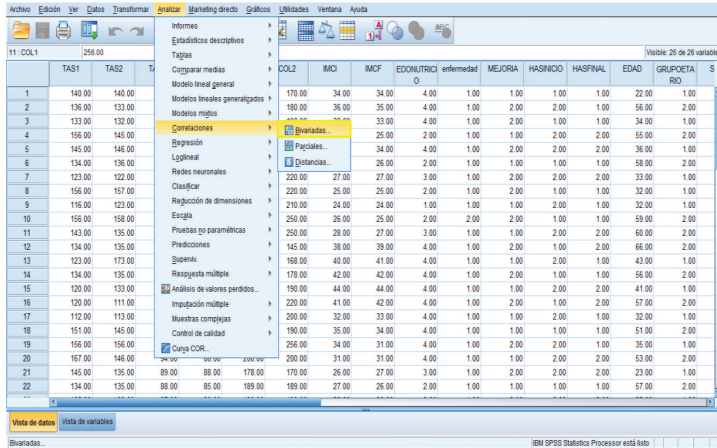 Archivo Edición Ver Datos Transformar Analizar Marketing directo Gráficos Utilidades Ventana Ayuda
11 : COL1 256.00 Visible: 26 de 26 variable
Informes
Estadísticos descriptivos
Tablas
Comparar medias
Modelo lineal general
Modelos lineales generalizados
Modelos mixtos
Correlaciones
Regresión
Loglineal
Redes neuronales
Clasificar
Reducción de dimensiones
Escala
Pruebas no paramétricas
Predicciones
Superviv.
Respuesta múltiple
Análisis de valores perdidos...
Imputación múltiple
Muestras complejas
Control de calidad
Curva COR...
Bivariadas...
Parciales...
Distancias...
TAS1 TAS2 COL2 IMCI IMCF EDONUTRICI O enfermedad MEJORIA HASINICIO HASFINAL EDAD GRUPOETA RIO S
1 140.00 140.00 170.00 34.00 34.00 4.00 1.00 1.00 1.00 1.00 22.00 1.00
2 136.00 133.00 180.00 36.00 35.00 4.00 1.00 1.00 2.00 2.00 56.00 2.00
3 133.00 132.00 33.00 4.00 1.00 1.00 2.00 1.00 34.00 1.00
4 156.00 145.00 25.00 2.00 1.00 1.00 2.00 2.00 55.00 2.00
5 145.00 146.00 34.00 4.00 1.00 1.00 2.00 1.00 36.00 1.00
6 134.00 136.00 26.00 2.00 1.00 1.00 1.00 2.00 58.00 2.00
7 123.00 122.00 220.00 27.00 27.00 3.00 1.00 1.00 2.00 2.00 33.00 1.00
8 156.00 157.00 220.00 25.00 25.00 2.00 1.00 1.00 2.00 1.00 32.00 1.00
9 116.00 123.00 210.00 24.00 24.00 1.00 1.00 1.00 2.00 1.00 32.00 1.00
10 156.00 158.00 250.00 26.00 25.00 2.00 2.00 1.00 1.00 1.00 59.00 2.00
11 143.00 135.00 250.00 28.00 27.00 3.00 1.00 1.00 2.00 1.00 60.00 2.00
12 134.00 135.00 145.00 38.00 39.00 4.00 1.00 1.00 2.00 1.00 66.00 2.00
13 123.00 173.00 168.00 40.00 41.00 4.00 1.00 1.00 2.00 1.00 43.00 1.00
14 134.00 135.00 178.00 42.00 42.00 4.00 1.00 1.00 1.00 1.00 56.00 2.00
15 120.00 133.00 190.00 44.00 44.00 4.00 1.00 1.00 2.00 1.00 41.00 2.00
16 120.00 111.00 220.00 41.00 42.00 4.00 1.00 1.00 2.00 1.00 57.00 2.00
17 112.00 113.00 200.00 32.00 33.00 4.00 1.00 1.00 2.00 1.00 42.00 1.00
18 151.00 145.00 190.00 35.00 34.00 4.00 1.00 1.00 1.00 1.00 51.00 2.00
19 156.00 156.00 256.00 34.00 31.00 4.00 1.00 1.00 2.00 1.00 35.00 1.00
20 167.00 146.00 200.00 31.00 31.00 4.00 1.00 1.00 2.00 2.00 53.00 2.00
21 145.00 135.00 89.00 88.00 178.00 170.00 26.00 27.00 3.00 1.00 1.00 2.00 1.00 23.00 1.00
22 134.00 135.00 88.00 85.00 189.00 189.00 27.00 26.00 2.00 1.00 1.00 1.00 1.00 57.00 2.00
Vista de datos Vista de variables
Bivariadas... IBM SPSS Statistics Processor está listo